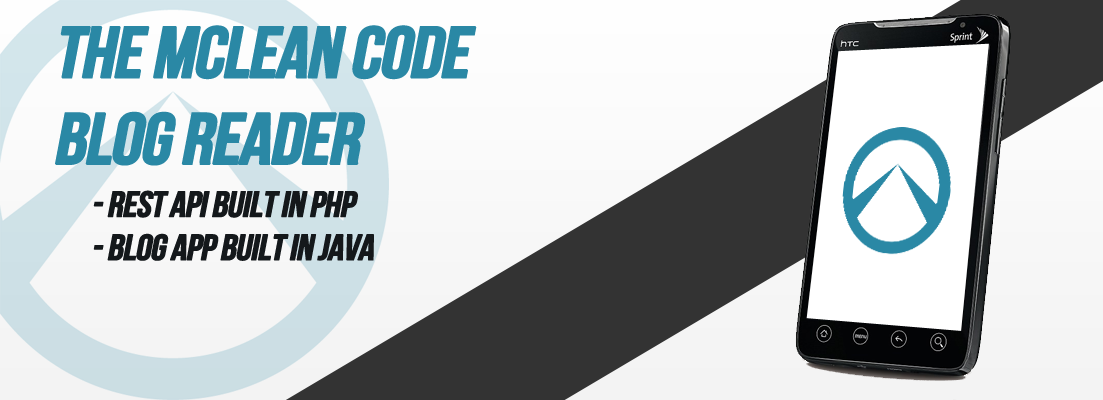 THE MCLEAN CODE
BLOG READER
- REST API BUILT IN PHP
- BLOG APP BUILT IN JAVA
hTC
Sprint
menu